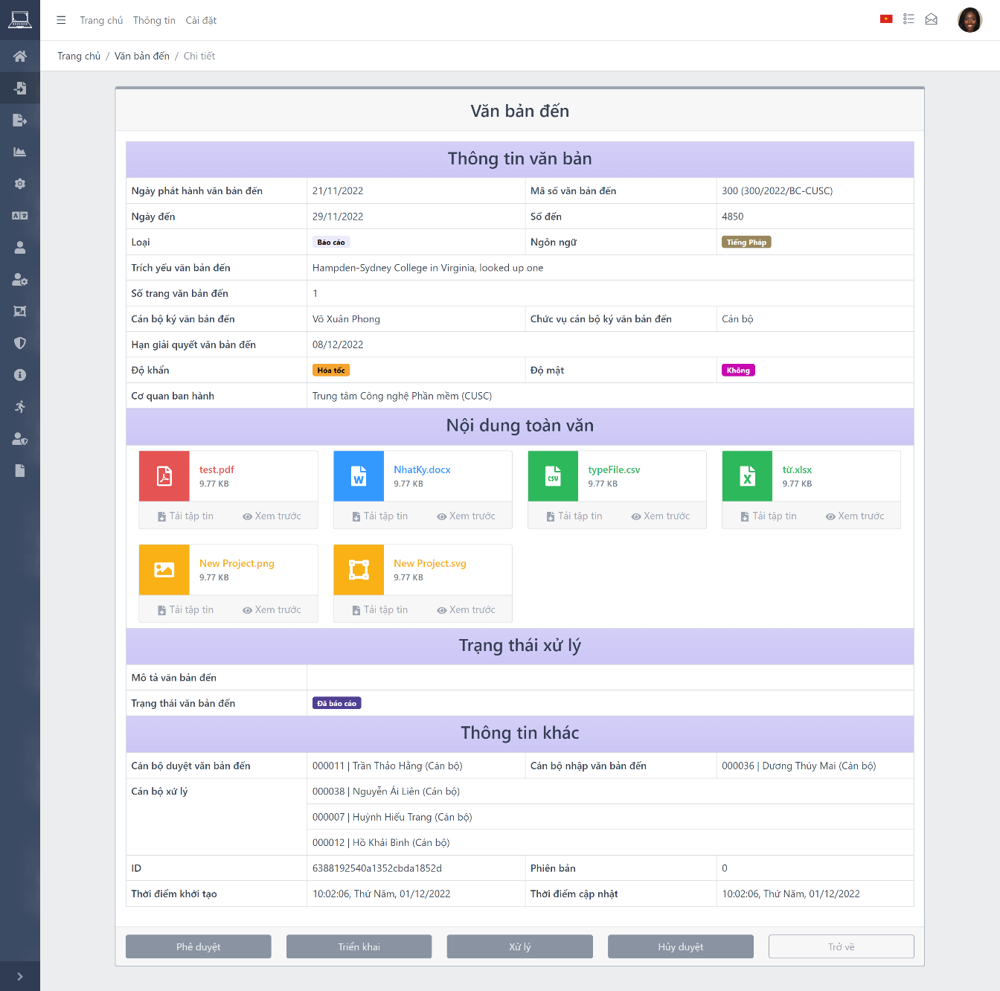 Trang chủ Thông tin Cài đặt
Trang chủ / Văn bản đến / Chi tiết
Văn bản đến
Thông tin văn bản
Ngày phát hành văn bản đến 21/11/2022 Mã số văn bản đến 300 (300/2022/BC-CUSC)
Ngày đến 29/11/2022 Số đến 4850
Loại Báo cáo Ngôn ngữ Tiếng Pháp
Trích yếu văn bản đến Hampden-Sydney College in Virginia, looked up one
Số trang văn bản đến 1
Cán bộ ký văn bản đến Võ Xuân Phong Chức vụ cán bộ ký văn bản đến Cán bộ
Hạn giải quyết văn bản đến 08/12/2022
Độ khẩn Hỏa tốc Độ mật Không
Cơ quan ban hành Trung tâm Công nghệ Phần mềm (CUSC)
Nội dung toàn văn
test.pdf NhatKy.docx typeFile.csv từ.xlsx
9.77 KB 9.77 KB 9.77 KB 9.77 KB
Tải tập tin Xem trước Tải tập tin Xem trước Tải tập tin Xem trước Tải tập tin Xem trước
New Project.png New Project.svg
9.77 KB 9.77 KB
Tải tập tin Xem trước Tải tập tin Xem trước
Trạng thái xử lý
Mô tả văn bản đến
Trạng thái văn bản đến Đã báo cáo
Thông tin khác
Cán bộ duyệt văn bản đến 000011 | Trần Thảo Hằng (Cán bộ) Cán bộ nhập văn bản đến 000036 | Dương Thúy Mai (Cán bộ)
Cán bộ xử lý 000038 | Nguyễn Ái Liên (Cán bộ)
000007 | Huỳnh Hiếu Trang (Cán bộ)
000012 | Hồ Khải Bình (Cán bộ)
ID 6388192540a1352cbda1852d Phiên bản 0
Thời điểm khởi tạo 10:02:06, Thứ Năm, 01/12/2022 Thời điểm cập nhật 10:02:06, Thứ Năm, 01/12/2022
Phê duyệt Triển khai Xử lý Hủy duyệt Trở về